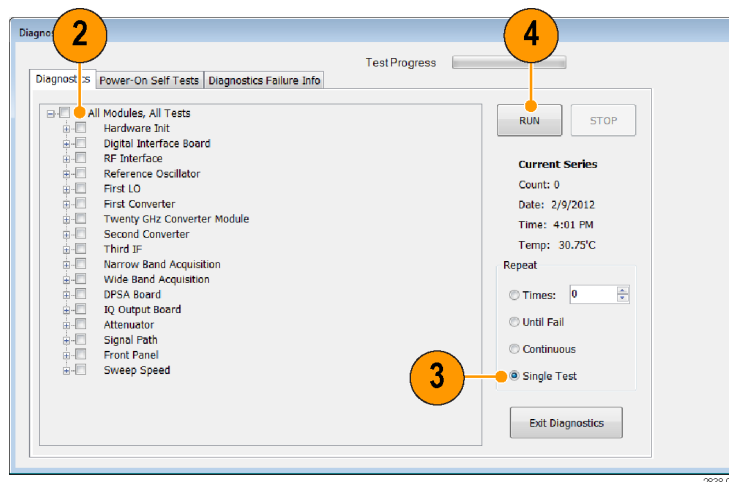 Diagnos
2
4
Test Progress
Diagnostics Power-On Self Tests Diagnostics Failure Info
All Modules, All Tests
Hardware Init
Digital Interface Board
RF Interface
Reference Oscillator
First LO
First Converter
Twenty GHz Converter Module
Second Converter
Third IF
Narrow Band Acquisition
Wide Band Acquisition
DPSA Board
IQ Output Board
Attenuator
Signal Path
Front Panel
Sweep Speed
RUN STOP
Current Series
Count: 0
Date: 2/9/2012
Time: 4:01 PM
Temp: 30.75'C
Repeat
Times: 0
Until Fail
Continuous
3
Single Test
Exit Diagnostics